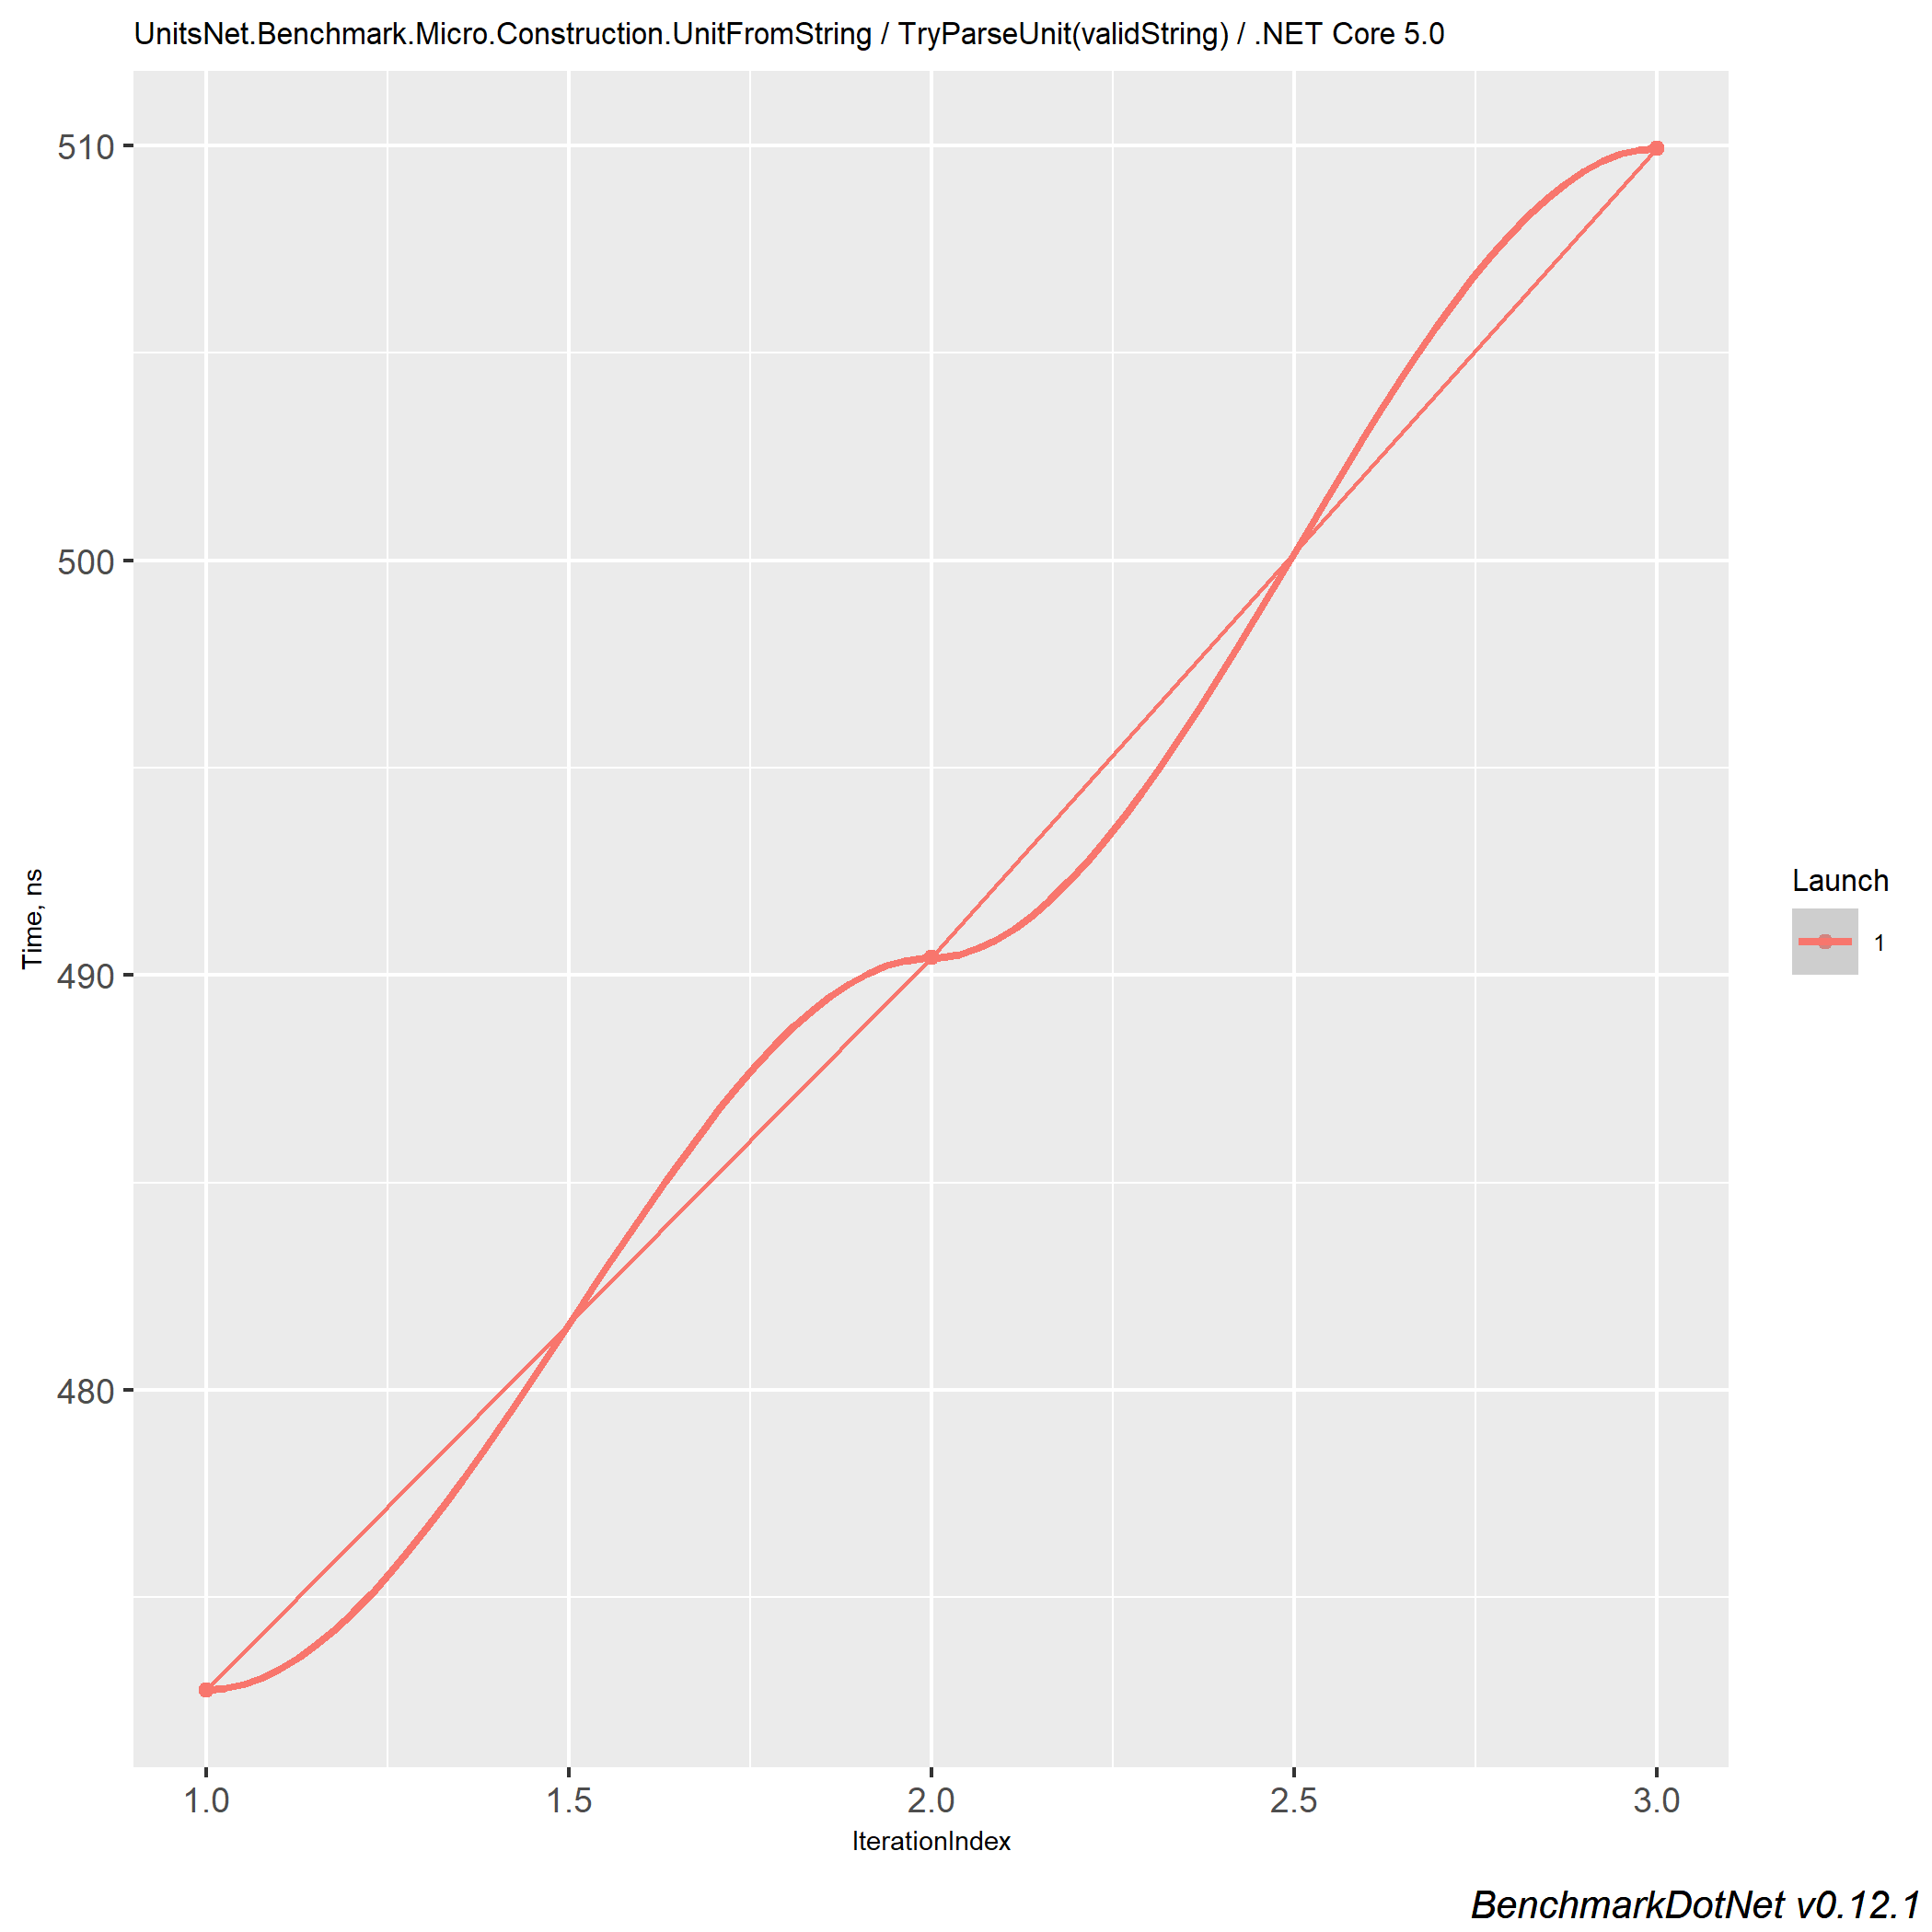 UnitsNet.Benchmark.Micro.Construction.UnitFromString / TryParseUnit(validString) / .NET Core 5.0
510
500
490
480
Time, ns
1.0 1.5 2.0 2.5 3.0
IterationIndex
Launch
1
BenchmarkDotNet v0.12.1